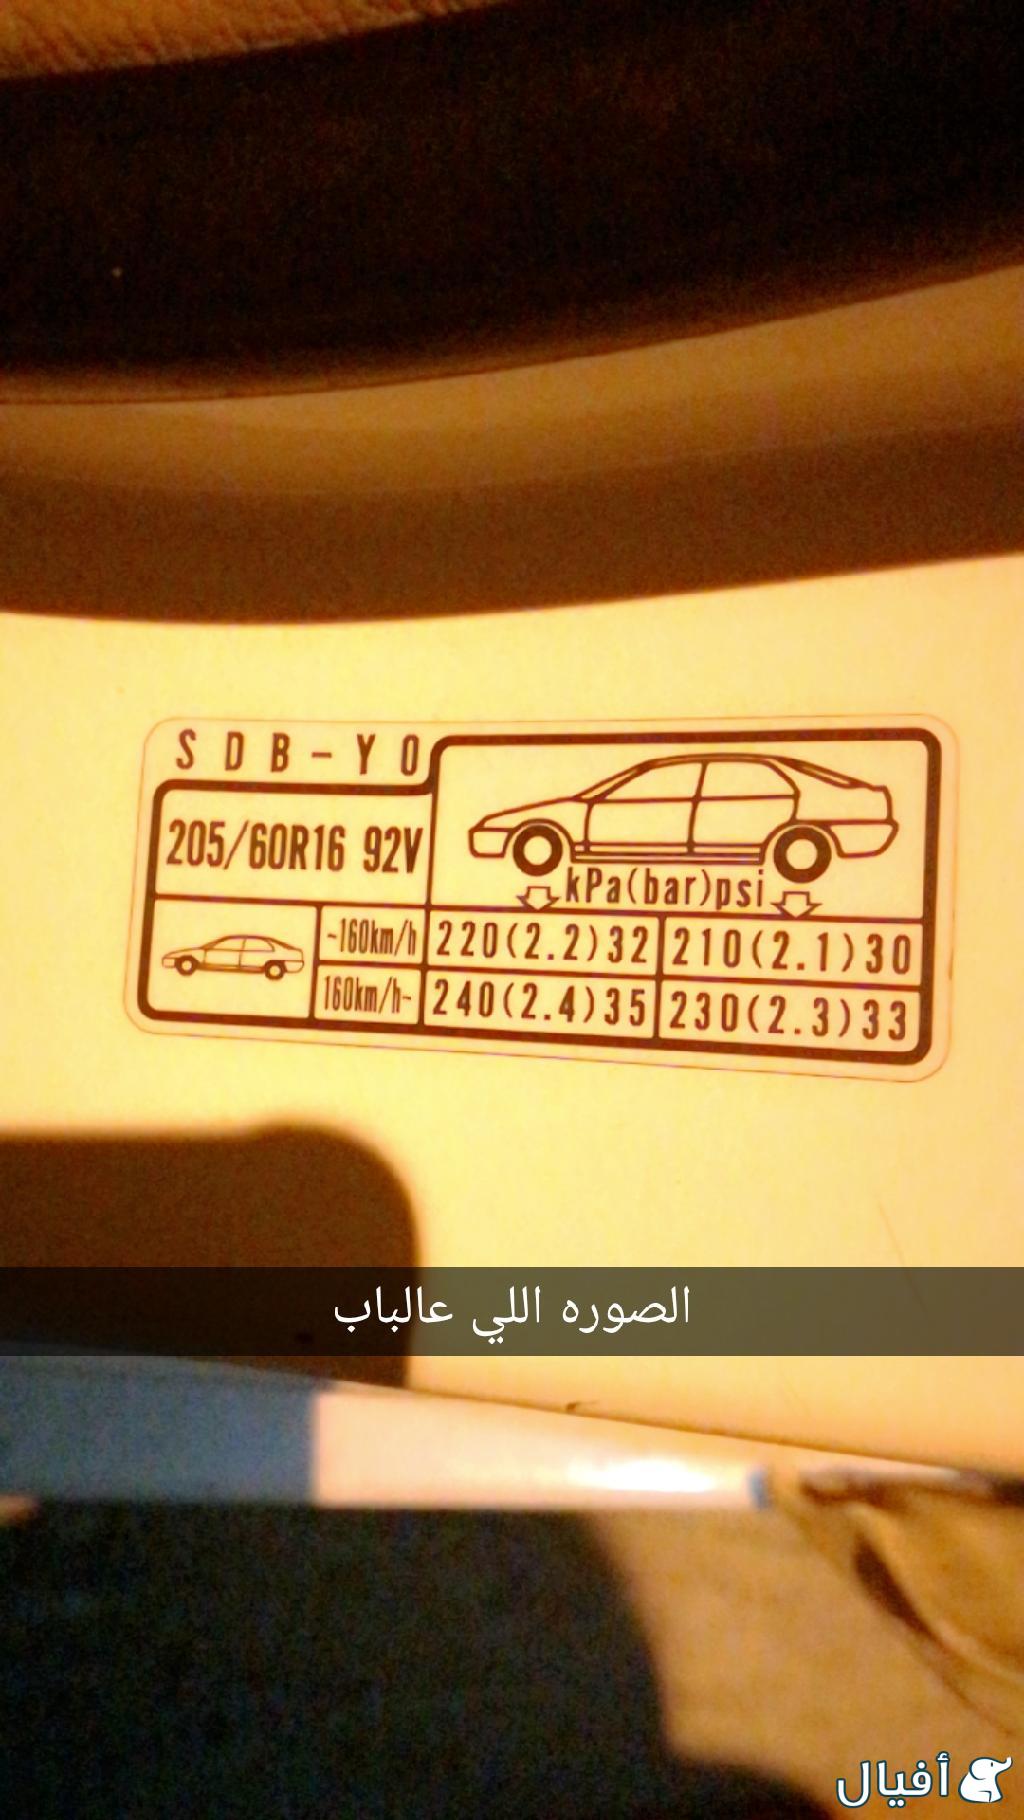 SDB-YO
205/60R16 92V
kPa(bar)psi
~160km/h 220(2.2)32 210(2.1)30
160km/h~ 240(2.4)35 230(2.3)33
الصوره اللي عالباب
أفيال